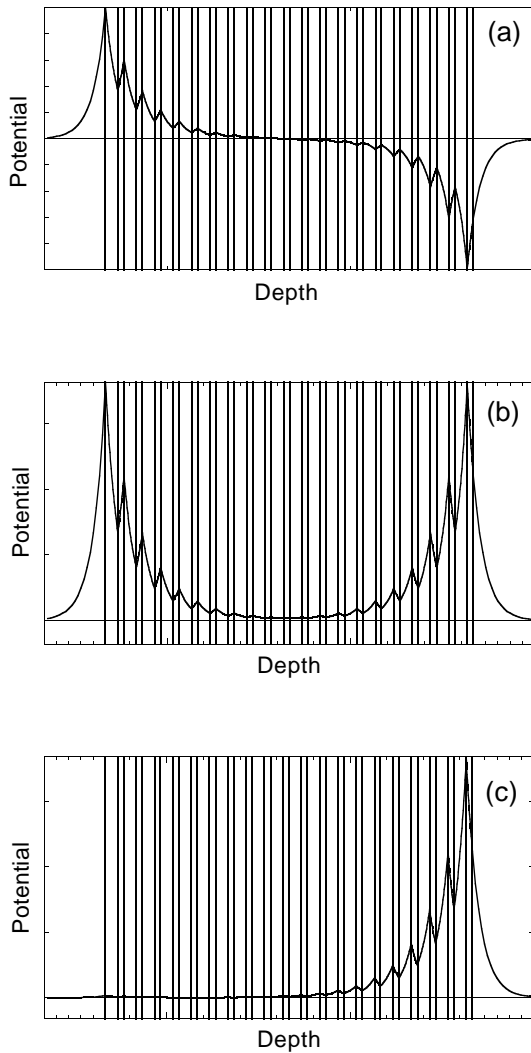 (a)
Potential
Depth
(b)
Potential
Depth
(c)
Potential
Depth